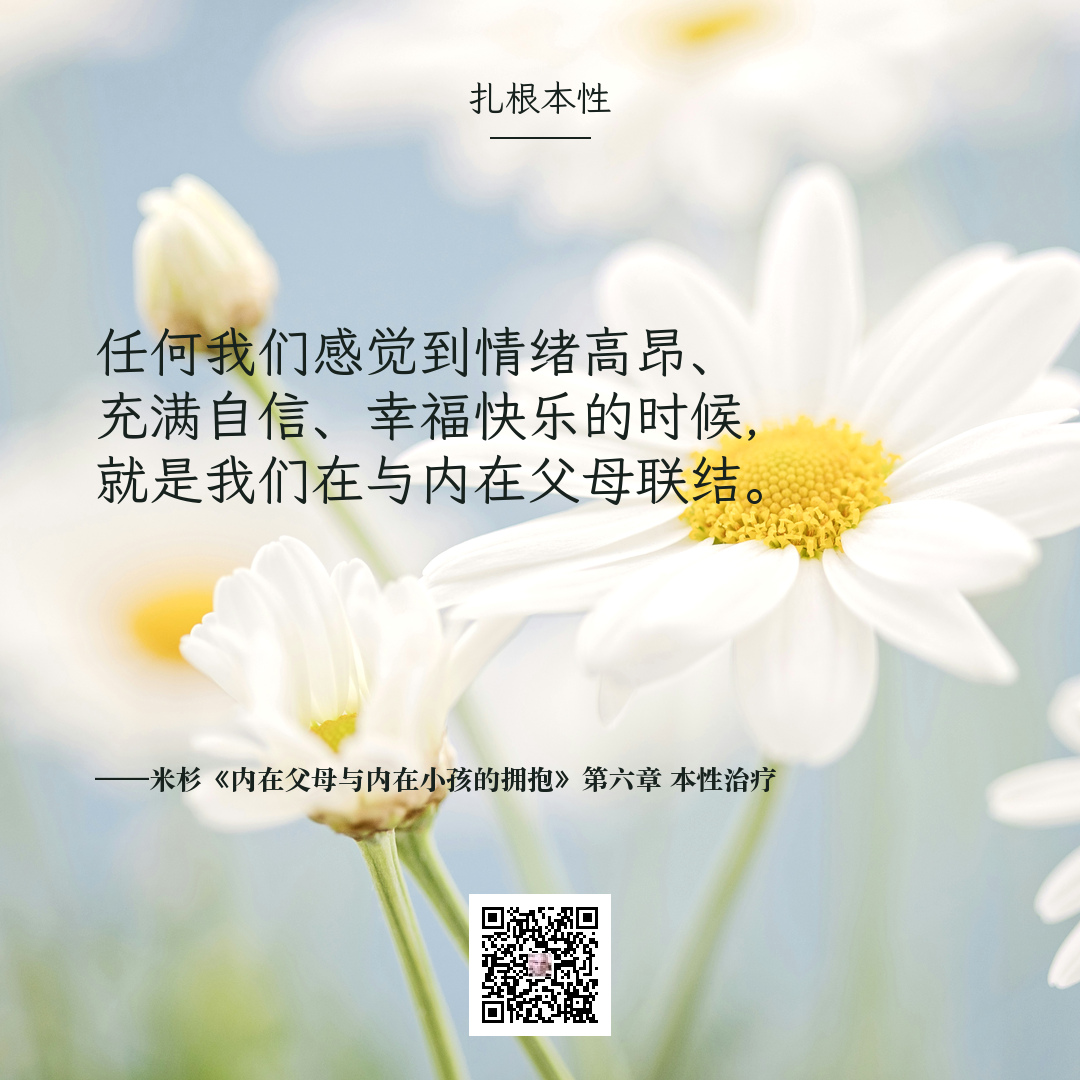 扎根本性
任何我们感觉到情绪高昂、
充满自信、幸福快乐的时候，
就是我们在与内在父母联结。
——米杉《内在父母与内在小孩的拥抱》第六章 本性治疗